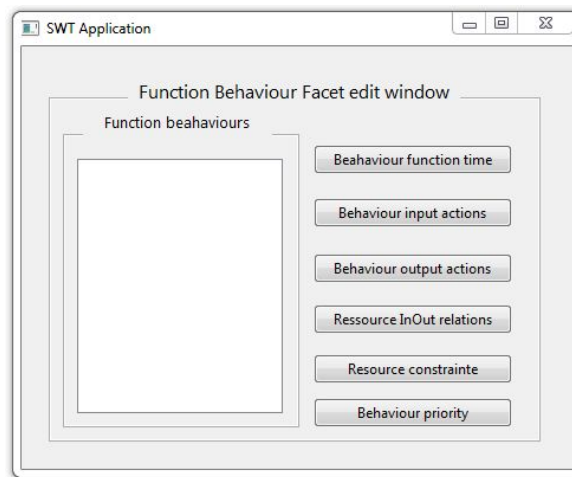 SWT Application
Function Behaviour Facet edit window
Function beahaviours
Beahaviour function time
Behaviour input actions
Behaviour output actions
Ressource InOut relations
Resource constrainte
Behaviour priority